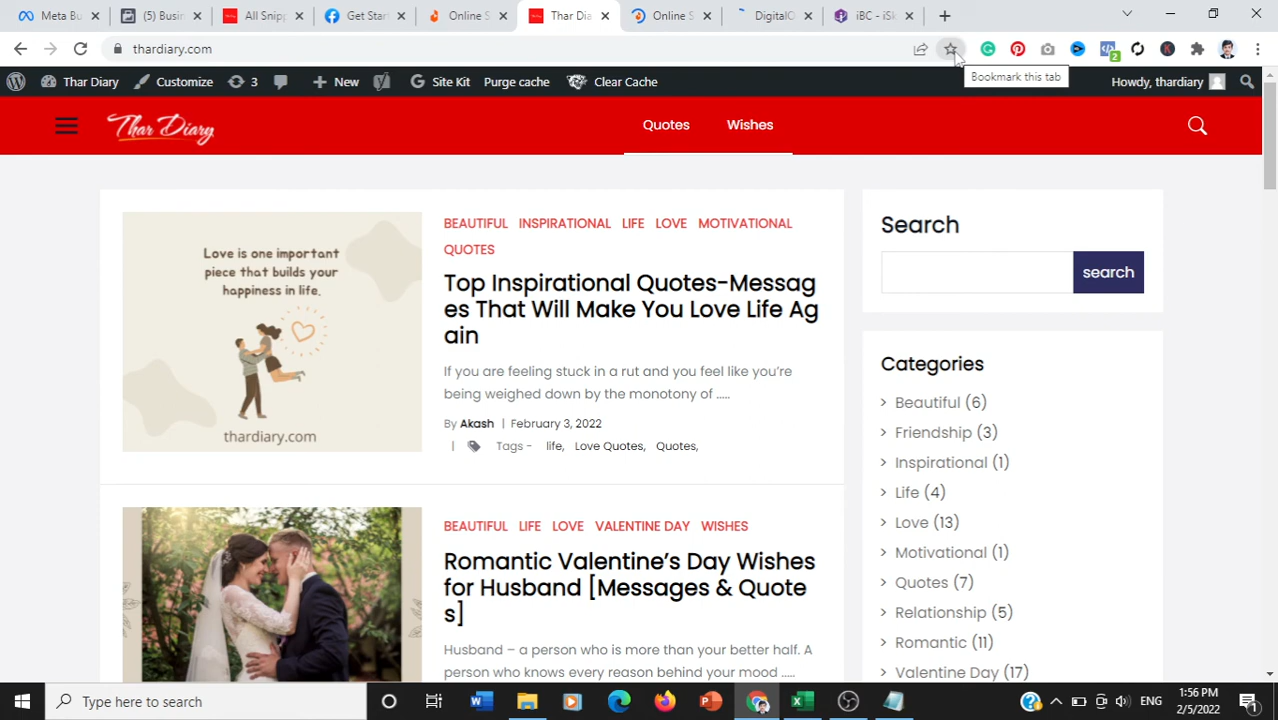 Meta Bu
(5) Busin
All Snipp
Get Star
Online S
Thar Dia
Online S
DigitalO
iBC - iSk
thardiary.com
2
Bookmark this tab
Thar Diary
Customize
3
New
Site Kit
Purge cache
Clear Cache
Howdy, thardiary
Thar Diary
Quotes
Wishes
BEAUTIFUL INSPIRATIONAL LIFE LOVE MOTIVATIONAL
QUOTES
Top Inspirational Quotes-Messag
es That Will Make You Love Life Ag
ain
If you are feeling stuck in a rut and you feel like you're
being weighed down by the monotony of .....
By Akash | February 3, 2022
| Tags - life, Love Quotes, Quotes,
Love is one important
piece that builds your
happiness in life.
thardiary.com
BEAUTIFUL LIFE LOVE VALENTINE DAY WISHES
Romantic Valentine's Day Wishes
for Husband [Messages & Quote
s]
Husband – a person who is more than your better half. A
person who knows every reason behind your mood .....
Search
search
Categories
> Beautiful (6)
> Friendship (3)
> Inspirational (1)
> Life (4)
> Love (13)
> Motivational (1)
> Quotes (7)
> Relationship (5)
> Romantic (11)
> Valentine Day (17)
Type here to search
ENG
1:56 PM
2/5/2022
1